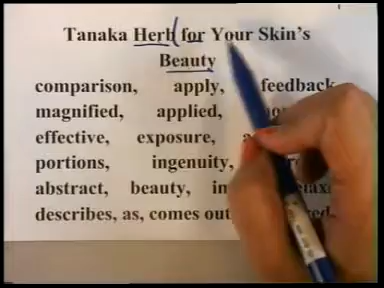 Tanaka Herb for Your Skin's
Beauty
comparison, apply, feedback
magnified, applied,
effective, exposure,
portions, ingenuity,
abstract, beauty,
describes, as, comes out